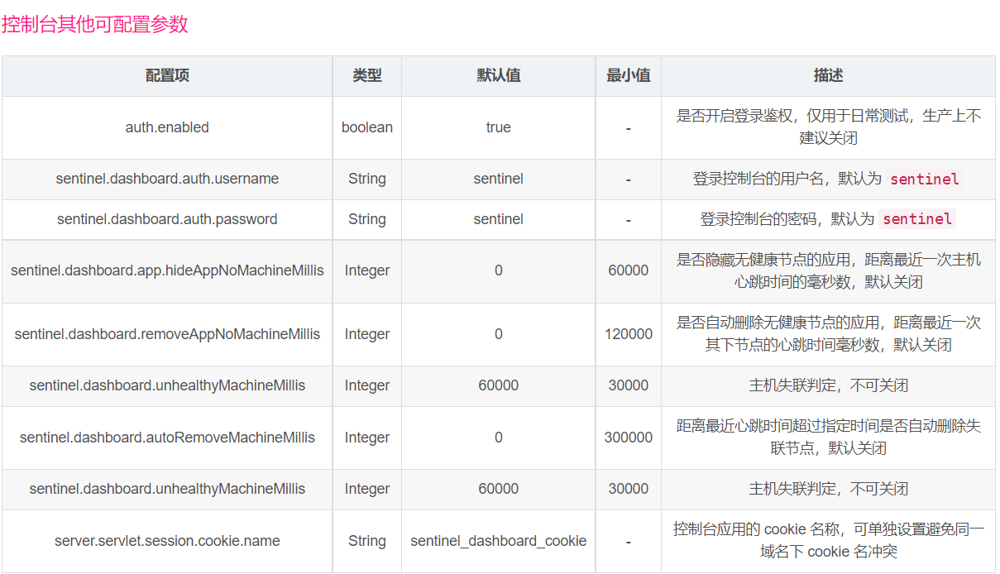 控制台其他可配置参数
配置项 类型 默认值 最小值 描述
auth.enabled boolean true - 是否开启登录鉴权，仅用于日常测试，生产上不
建议关闭
sentinel.dashboard.auth.username String sentinel - 登录控制台的用户名，默认为 sentinel
sentinel.dashboard.auth.password String sentinel - 登录控制台的密码，默认为 sentinel
sentinel.dashboard.app.hideAppNoMachineMillis Integer 0 60000 是否隐藏无健康节点的应用，距离最近一次主机
心跳时间的毫秒数，默认关闭
sentinel.dashboard.removeAppNoMachineMillis Integer 0 120000 是否自动删除无健康节点的应用，距离最近一次
其下节点的心跳时间毫秒数，默认关闭
sentinel.dashboard.unhealthyMachineMillis Integer 60000 30000 主机失联判定，不可关闭
sentinel.dashboard.autoRemoveMachineMillis Integer 0 300000 距离最近心跳时间超过指定时间是否自动删除失
联节点，默认关闭
sentinel.dashboard.unhealthyMachineMillis Integer 60000 30000 主机失联判定，不可关闭
server.servlet.session.cookie.name String sentinel_dashboard_cookie - 控制台应用的 cookie 名称，可单独设置避免同一
域名下 cookie 名冲突